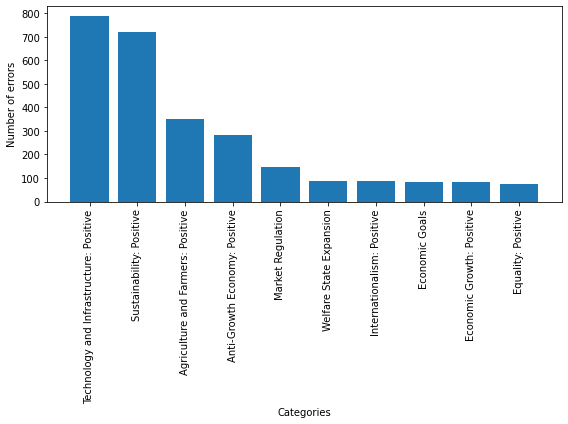 800
700
600
500
400
300
200
100
0
Number of errors
Technology and Infrastructure: Positive
Sustainability: Positive
Agriculture and Farmers: Positive
Anti-Growth Economy: Positive
Market Regulation
Welfare State Expansion
Internationalism: Positive
Economic Goals
Economic Growth: Positive
Equality: Positive
Categories